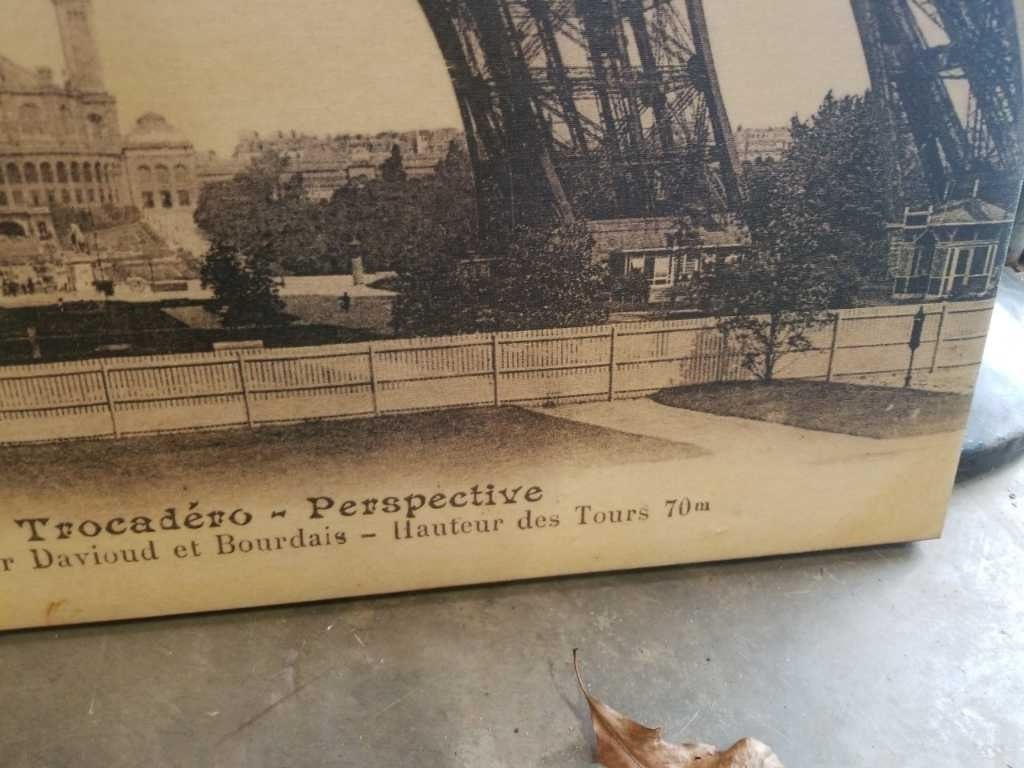 Trocadéro - Perspective
r Davioud et Bourdais - Hauteur des Tours 70m